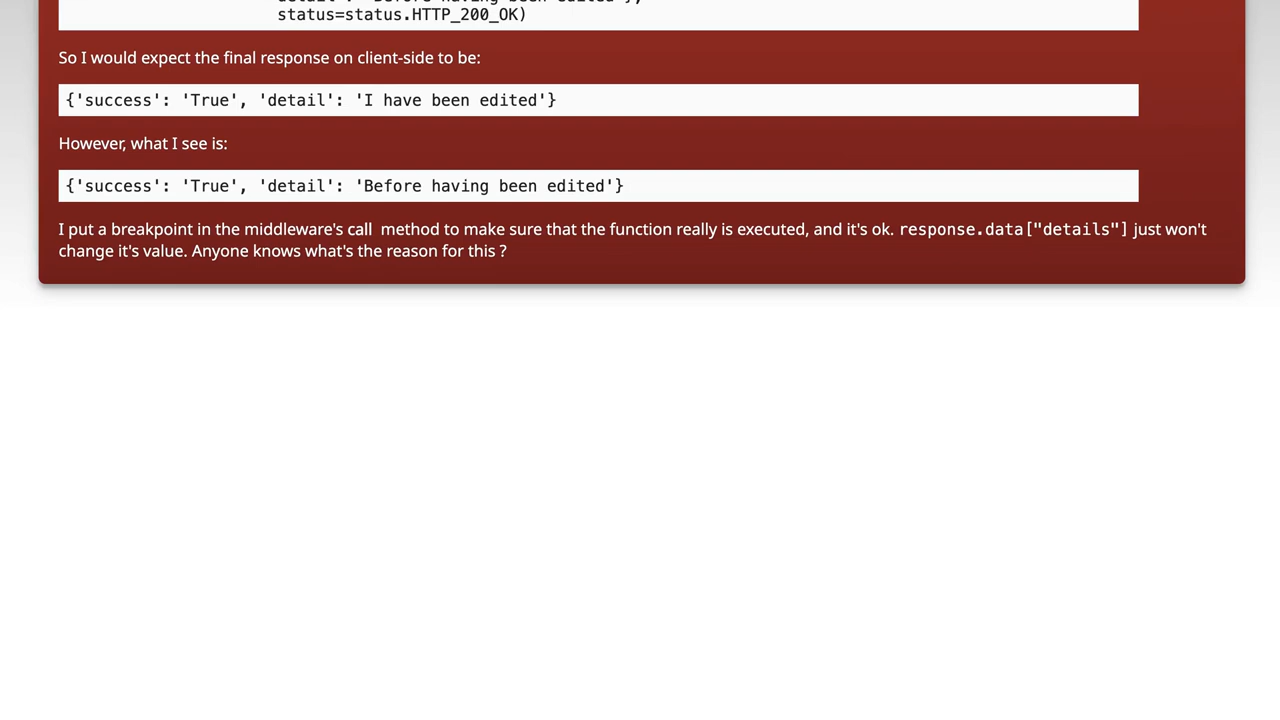 status=status.HTTP_200_OK)
So I would expect the final response on client-side to be:
{'success': 'True', 'detail': 'I have been edited'}
However, what I see is:
{'success': 'True', 'detail': 'Before having been edited'}
I put a breakpoint in the middleware's call  method to make sure that the function really is executed, and it's ok. response.data["details"] just won't
change it's value. Anyone knows what's the reason for this ?